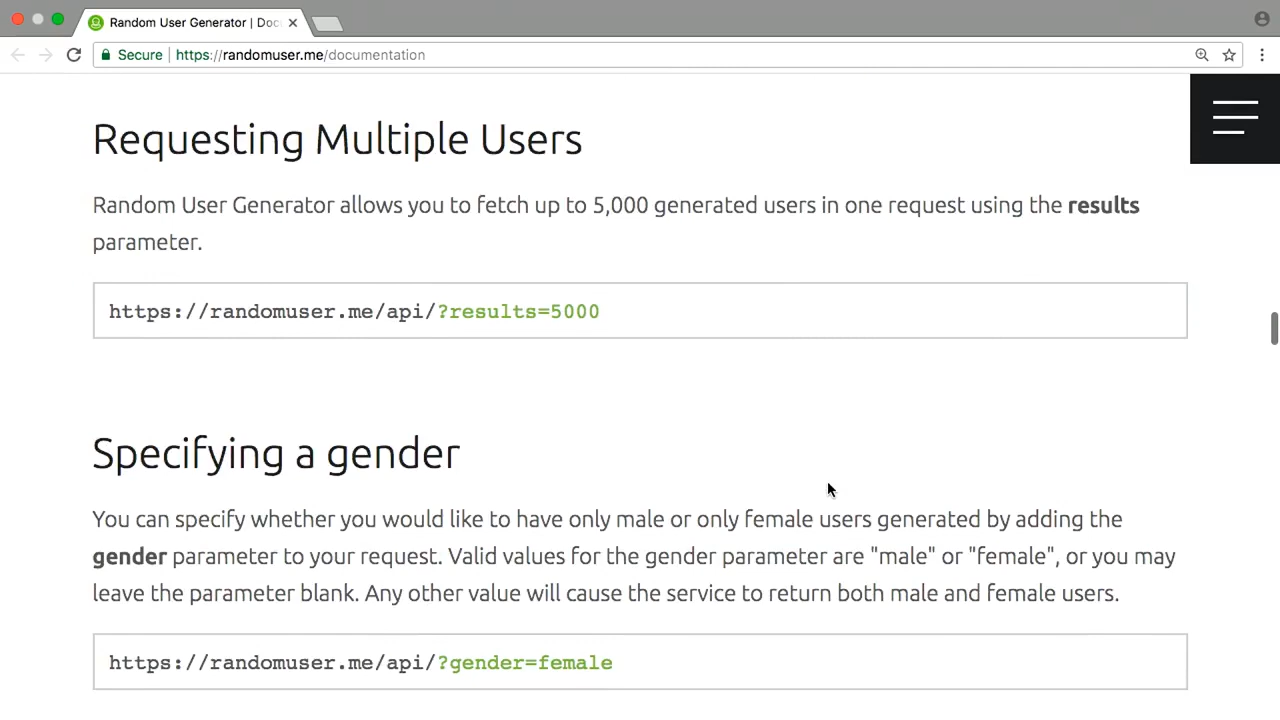 Random User Generator | Doc
Secure | https://randomuser.me/documentation
Requesting Multiple Users
Random User Generator allows you to fetch up to 5,000 generated users in one request using the results
parameter.
https://randomuser.me/api/?results=5000
Specifying a gender
You can specify whether you would like to have only male or only female users generated by adding the
gender parameter to your request. Valid values for the gender parameter are "male" or "female", or you may
leave the parameter blank. Any other value will cause the service to return both male and female users.
https://randomuser.me/api/?gender=female